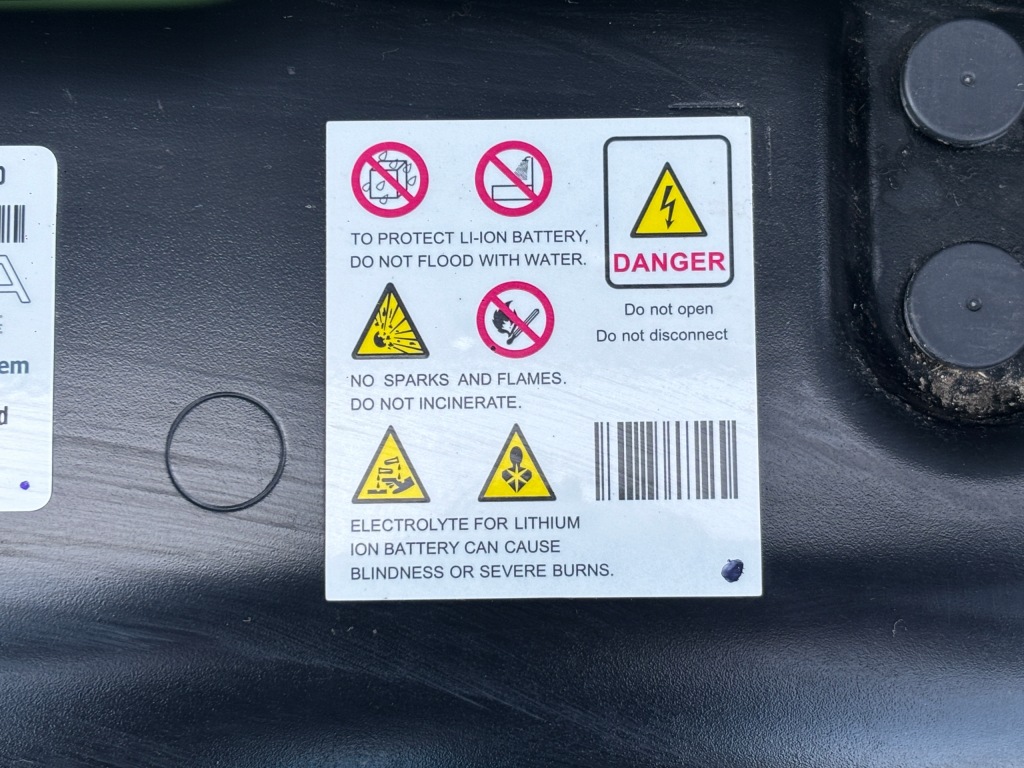 TO PROTECT LI-ION BATTERY,
DO NOT FLOOD WITH WATER.
DANGER
Do not open
Do not disconnect
NO SPARKS AND FLAMES.
DO NOT INCINERATE.
ELECTROLYTE FOR LITHIUM
ION BATTERY CAN CAUSE
BLINDNESS OR SEVERE BURNS.
A
em
d